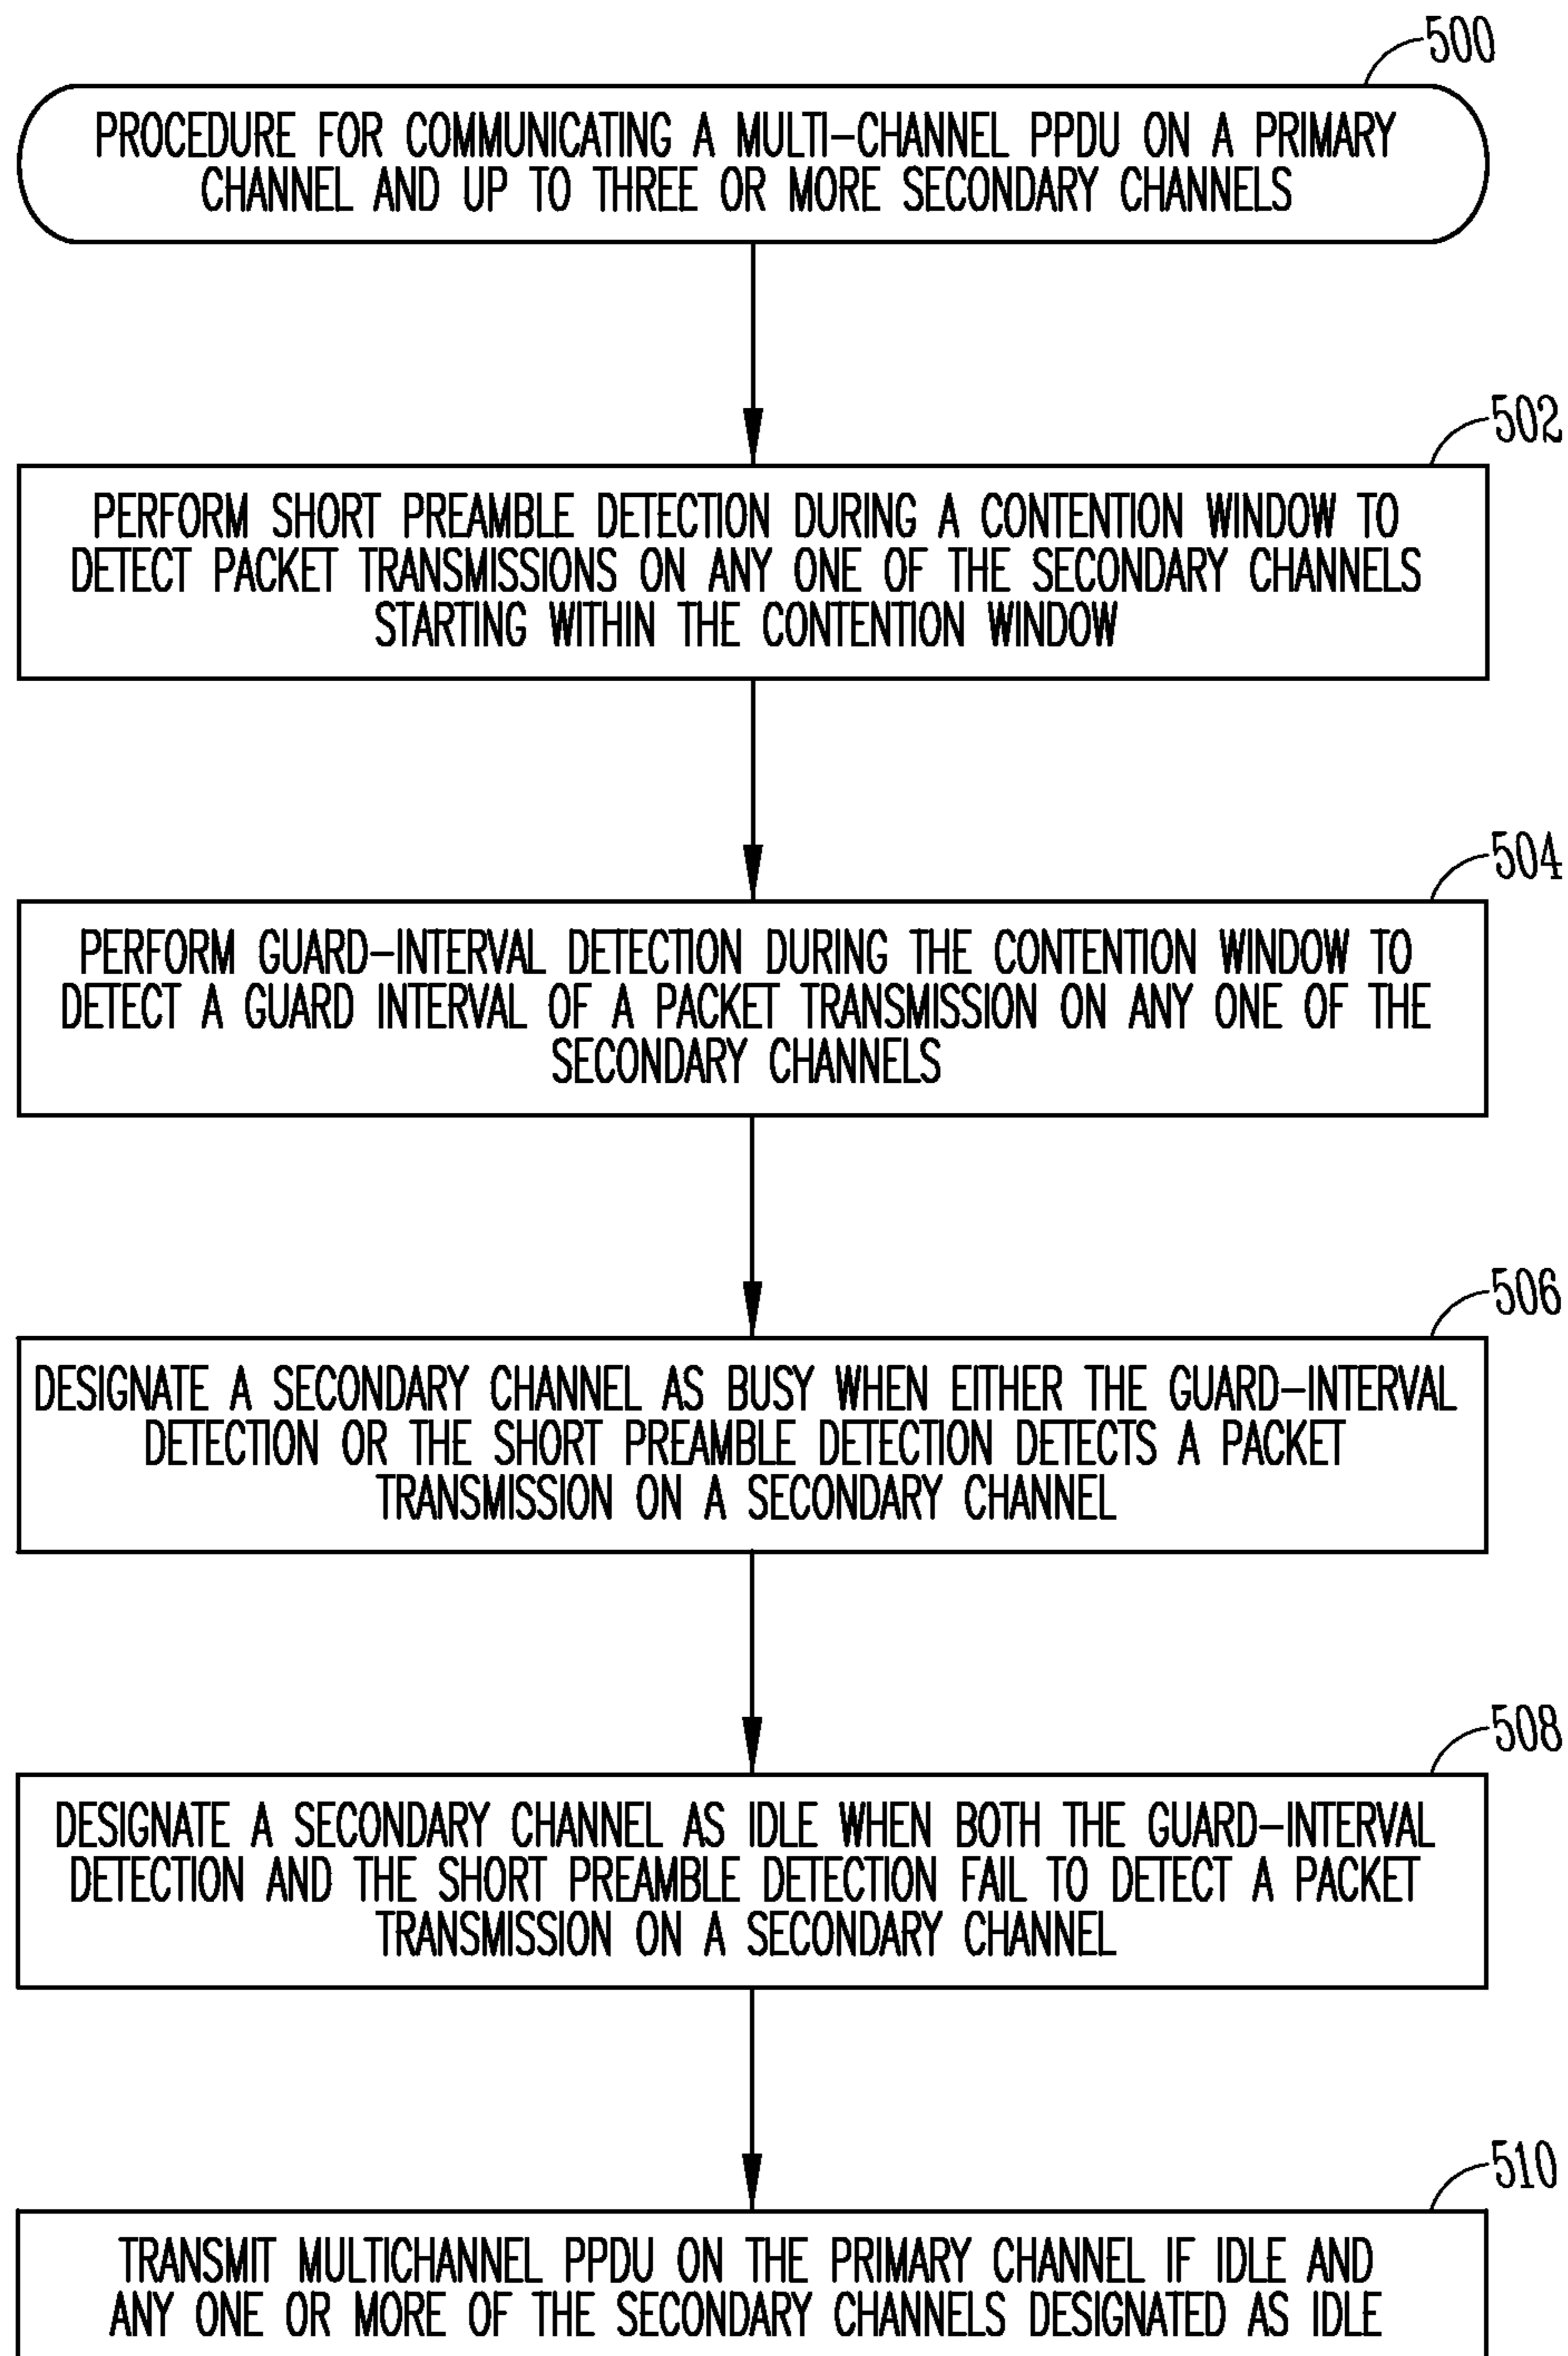 500
PROCEDURE FOR COMMUNICATING A MULTI-CHANNEL PPDU ON A PRIMARY
CHANNEL AND UP TO THREE OR MORE SECONDARY CHANNELS
502
PERFORM SHORT PREAMBLE DETECTION DURING A CONTENTION WINDOW TO
DETECT PACKET TRANSMISSIONS ON ANY ONE OF THE SECONDARY CHANNELS
STARTING WITHIN THE CONTENTION WINDOW
504
PERFORM GUARD-INTERVAL DETECTION DURING THE CONTENTION WINDOW TO
DETECT A GUARD INTERVAL OF A PACKET TRANSMISSION ON ANY ONE OF THE
SECONDARY CHANNELS
506
DESIGNATE A SECONDARY CHANNEL AS BUSY WHEN EITHER THE GUARD-INTERVAL
DETECTION OR THE SHORT PREAMBLE DETECTION DETECTS A PACKET
TRANSMISSION ON A SECONDARY CHANNEL
508
DESIGNATE A SECONDARY CHANNEL AS IDLE WHEN BOTH THE GUARD-INTERVAL
DETECTION AND THE SHORT PREAMBLE DETECTION FAIL TO DETECT A PACKET
TRANSMISSION ON A SECONDARY CHANNEL
510
TRANSMIT MULTICHANNEL PPDU ON THE PRIMARY CHANNEL IF IDLE AND
ANY ONE OR MORE OF THE SECONDARY CHANNELS DESIGNATED AS IDLE